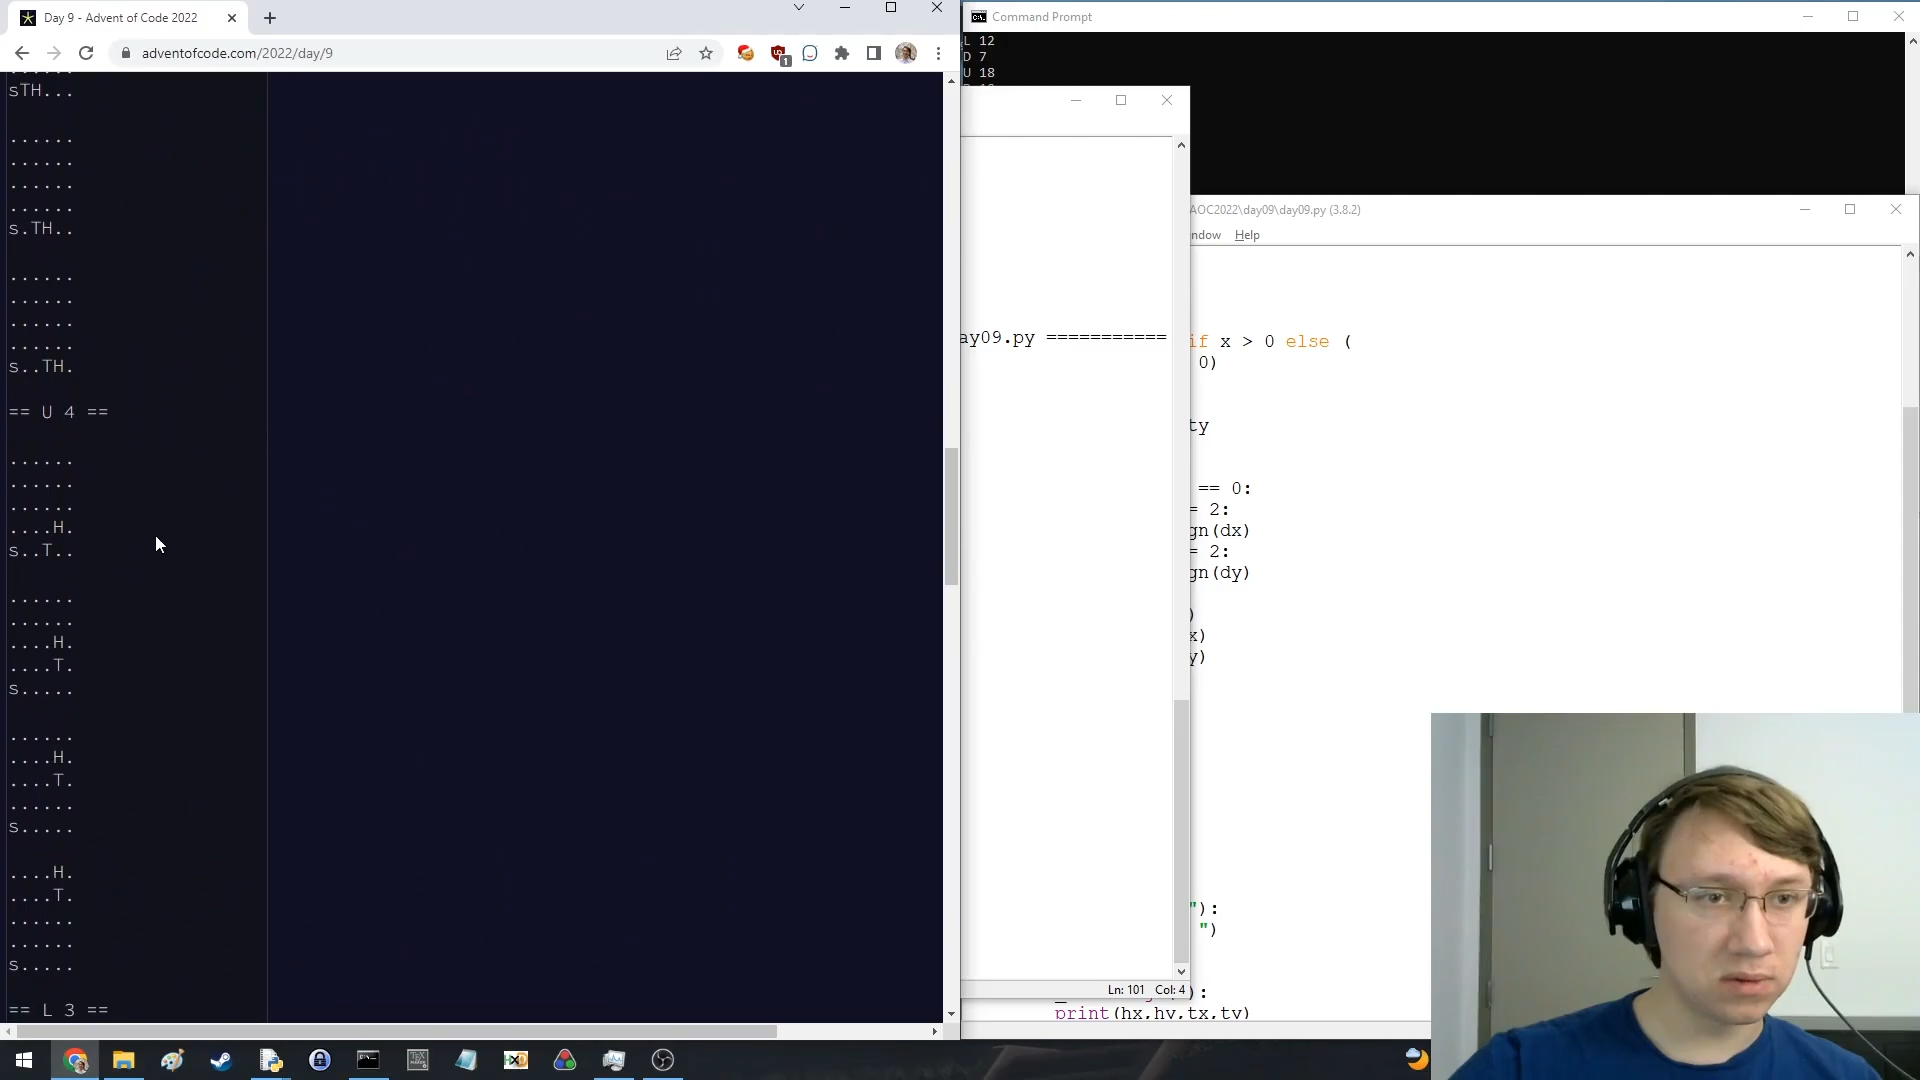 Day 9 - Advent of Code 2022
adventofcode.com/2022/day/9
1
......
sTH...
......
......
......
......
s.TH..
......
......
......
......
s..TH.
== U 4 ==
......
......
......
....H.
s..T..
......
......
....H.
....T.
s.....
......
....H.
....T.
......
s.....
....H.
....T.
......
......
s.....
== L 3 ==
Command Prompt
L 12
D 7
U 18
ay09.py ===========
Ln: 101 Col: 4
AOC2022\day09\day09.py (3.8.2)
ndow Help
if x > 0 else (
0)
ty
== 0:
= 2:
gn(dx)
= 2:
gn(dy)
)
x)
y)
"):
")
):
print(hx,hy,tx,ty)